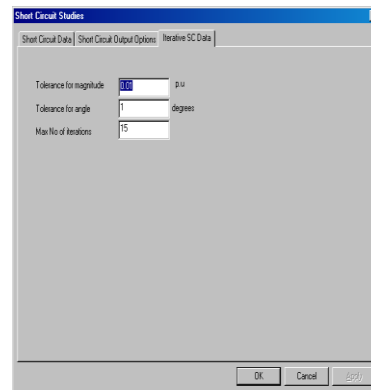 Short Circuit Studies
Short Circuit Data Short Circuit Output Options Iterative SC Data
Tolerance for magnitude 0.01 p.u
Tolerance for angle 1 degrees
Max No of iterations 15
OK Cancel Apply